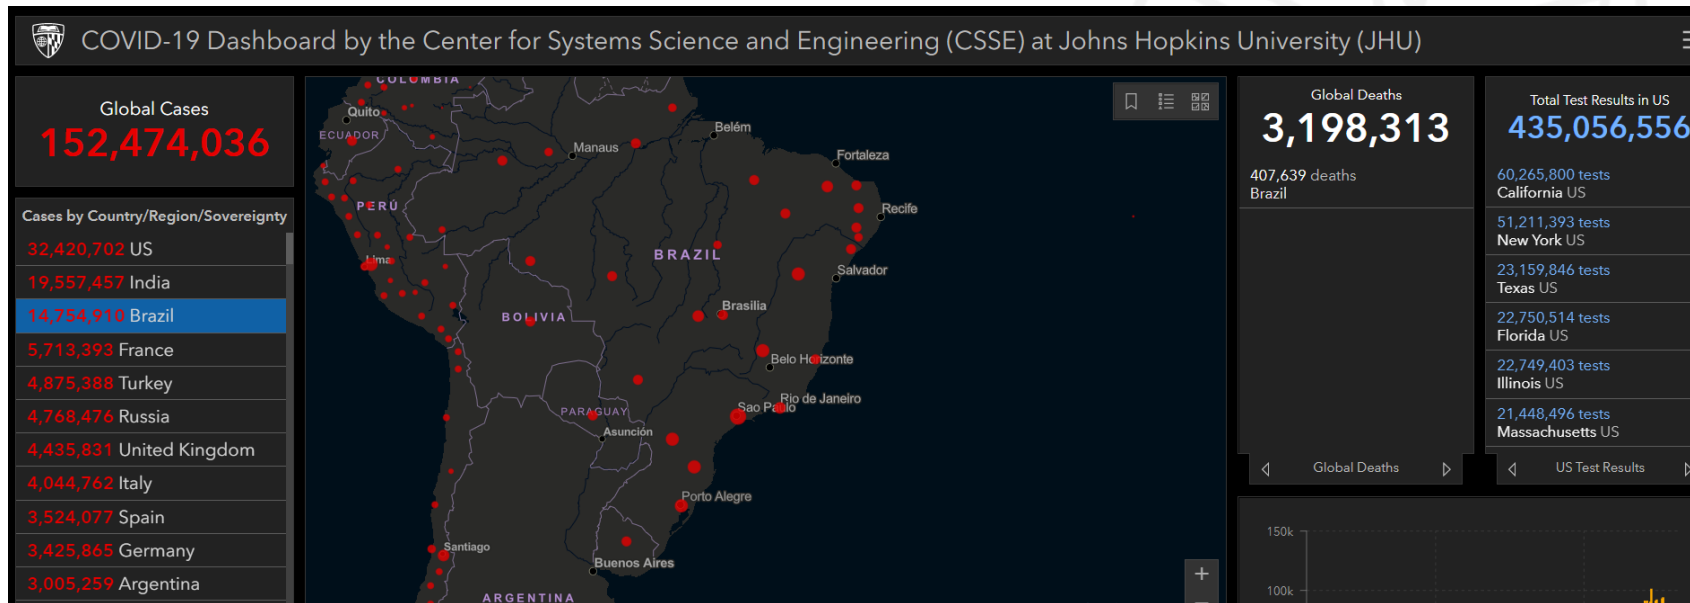 COVID-19 Dashboard by the Center for Systems Science and Engineering (CSSE) at Johns Hopkins University (JHU)
Global Cases
152,474,036
Cases by Country/Region/Sovereignty
32,420,702 US
19,557,457 India
14,754,910 Brazil
5,713,393 France
4,875,388 Turkey
4,768,476 Russia
4,435,831 United Kingdom
4,044,762 Italy
3,524,077 Spain
3,425,865 Germany
3,005,259 Argentina
COLOMBIA
Quito
ECUADOR
Belém
Manaus
Fortaleza
PERÚ
Recife
Lima
BRAZIL
Salvador
Brasilia
BOLIVIA
Belo Horizonte
Rio de Janeiro
Sao Paulo
PARAGUAY
Asunción
Porto Alegre
Santiago
Buenos Aires
ARGENTINA
+
Global Deaths
3,198,313
407,639 deaths
Brazil
Global Deaths
Total Test Results in US
435,056,556
60,265,800 tests
California US
51,211,393 tests
New York US
23,159,846 tests
Texas US
22,750,514 tests
Florida US
22,749,403 tests
Illinois US
21,448,496 tests
Massachusetts US
US Test Results
150k
100k